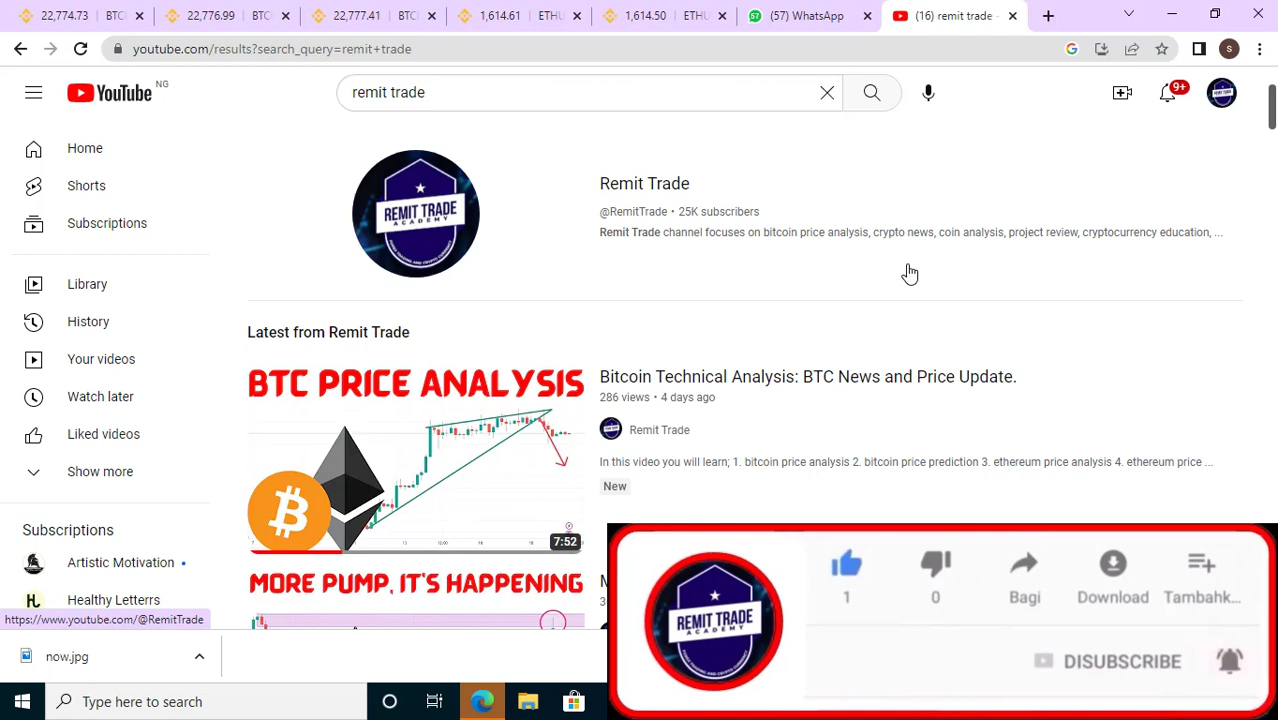 22,774.73 BTC
22,776.99 BTC
22,777.41 BTC
1,614.61 ETHU
1,614.50 ETHU
(57) WhatsApp
(16) remit trade -
youtube.com/results?search_query=remit+trade
S
YouTube NG
remit trade
9+
Home
Shorts
Subscriptions
Library
History
Your videos
Watch later
Liked videos
Show more
Subscriptions
Artistic Motivation
Healthy Letterrs
https://www.youtube.com/@RemitTrade
REMIT TRADE
ACADEMY
Remit Trade
@RemitTrade • 25K subscribers
Remit Trade channel focuses on bitcoin price analysis, crypto news, coin analysis, project review, cryptocurrency education, ...
Latest from Remit Trade
BTC PRICE ANALYSIS
7:52
Bitcoin Technical Analysis: BTC News and Price Update.
286 views • 4 days ago
Remit Trade
In this video you will learn; 1. bitcoin price analysis 2. bitcoin price prediction 3. ethereum price analysis 4. ethereum price ...
New
MORE PUMP, IT'S HAPPENING
REMIT TRADE
ACADEMY
1
0
Bagi
Download
Tambahk...
DISUBSCRIBE
now.jpg
Type here to search